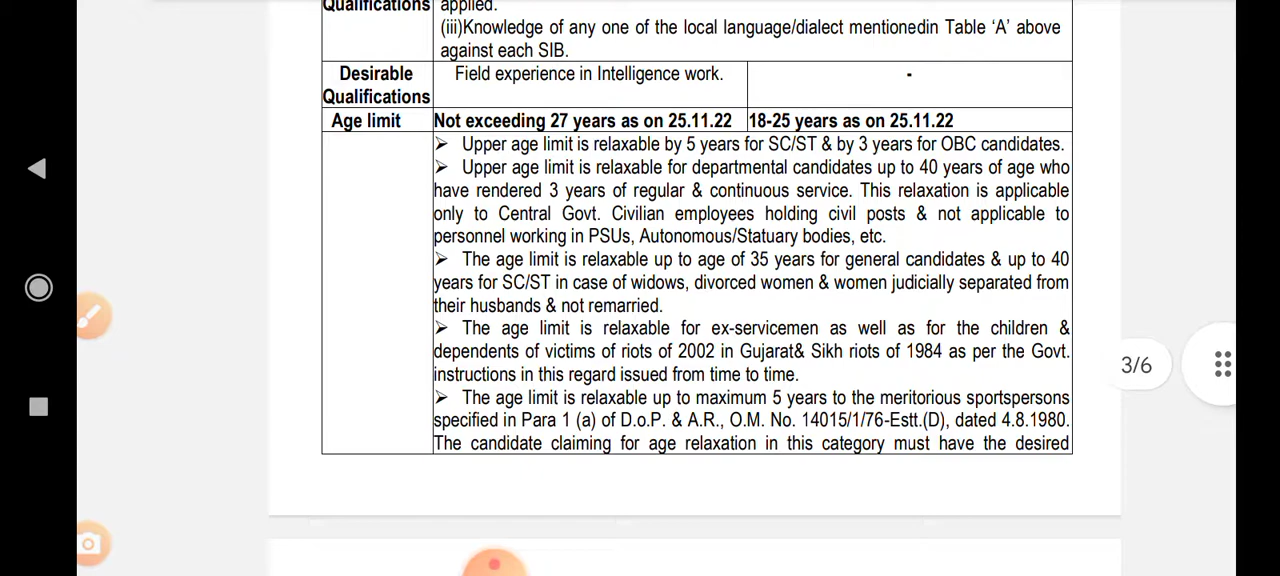 Qualifications applied.
(iii)Knowledge of any one of the local language/dialect mentionedin Table ‘A’ above
against each SIB.
Desirable Field experience in Intelligence work. -
Qualifications
Age limit Not exceeding 27 years as on 25.11.22 18-25 years as on 25.11.22
➢ Upper age limit is relaxable by 5 years for SC/ST & by 3 years for OBC candidates.
➢ Upper age limit is relaxable for departmental candidates up to 40 years of age who
have rendered 3 years of regular & continuous service. This relaxation is applicable
only to Central Govt. Civilian employees holding civil posts & not applicable to
personnel working in PSUs, Autonomous/Statuary bodies, etc.
➢ The age limit is relaxable up to age of 35 years for general candidates & up to 40
years for SC/ST in case of widows, divorced women & women judicially separated from
their husbands & not remarried.
➢ The age limit is relaxable for ex-servicemen as well as for the children &
dependents of victims of riots of 2002 in Gujarat& Sikh riots of 1984 as per the Govt.
instructions in this regard issued from time to time.
➢ The age limit is relaxable up to maximum 5 years to the meritorious sportspersons
specified in Para 1 (a) of D.o.P. & A.R., O.M. No. 14015/1/76-Estt.(D), dated 4.8.1980.
The candidate claiming for age relaxation in this category must have the desired
3/6